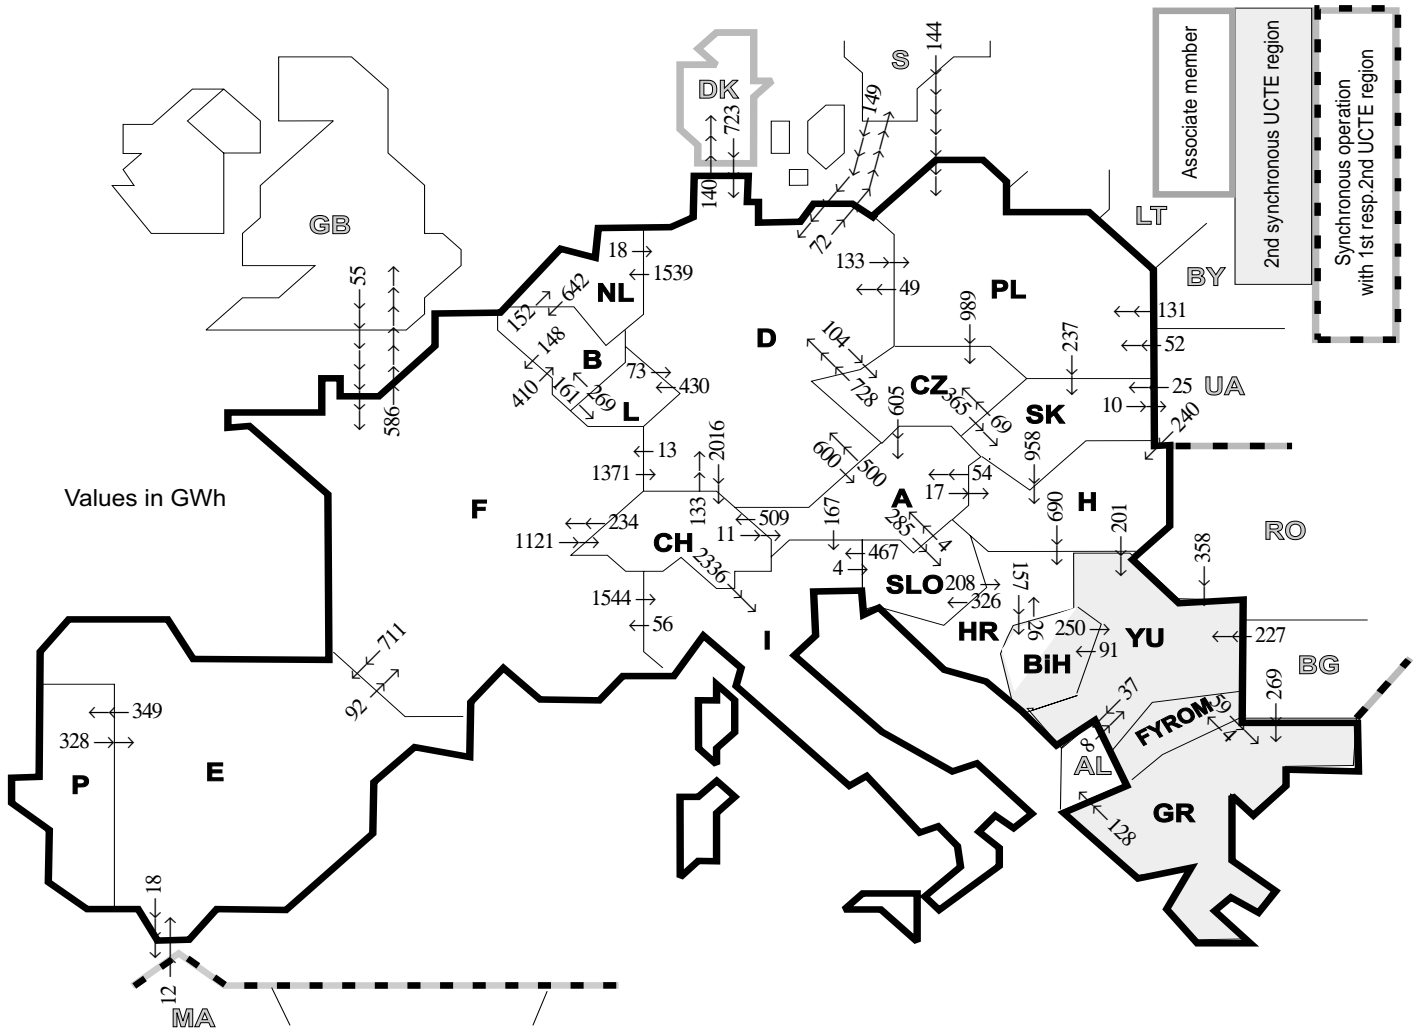 144
S
149
DK
723
140
72
Associate member
2nd synchronous UCTE region
Synchronous operation
with 1st resp.2nd UCTE region
GB
55
586
LT
BY
UA
18
1539
NL
642
152
133
49
PL
131
52
25
10
240
989
237
D
104
728
148
B
410
161
269
73
430
L
CZ
365
69
SK
605
958
13
1371
2016
133
600
500
54
17
A
H
690
201
RO
358
Values in GWh
F
234
1121
CH
509
11
167
2336
285
4
467
4
SLO
208
326
157
26
1544
56
I
HR
250
91
BiH
YU
227
BG
269
711
92
349
328
P
E
37
8
AL
FYROM
59
4
GR
128
18
12
MA